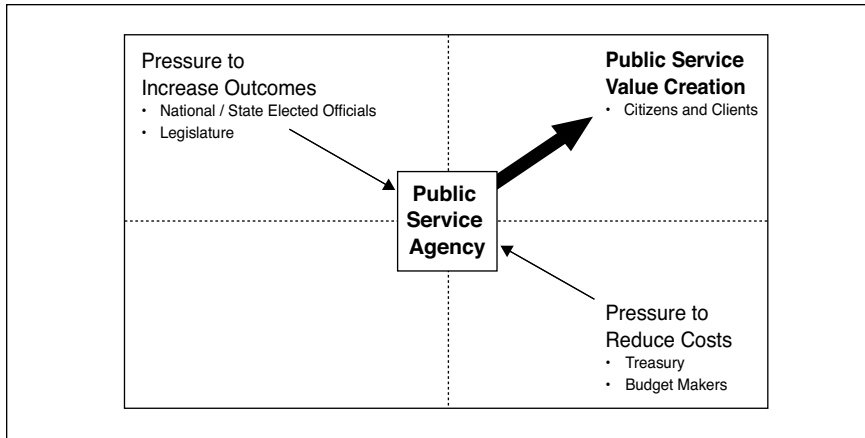 Pressure to
Increase Outcomes
• National / State Elected Officials
• Legislature
Public Service
Value Creation
• Citizens and Clients
Public
Service
Agency
Pressure to
Reduce Costs
• Treasury
• Budget Makers